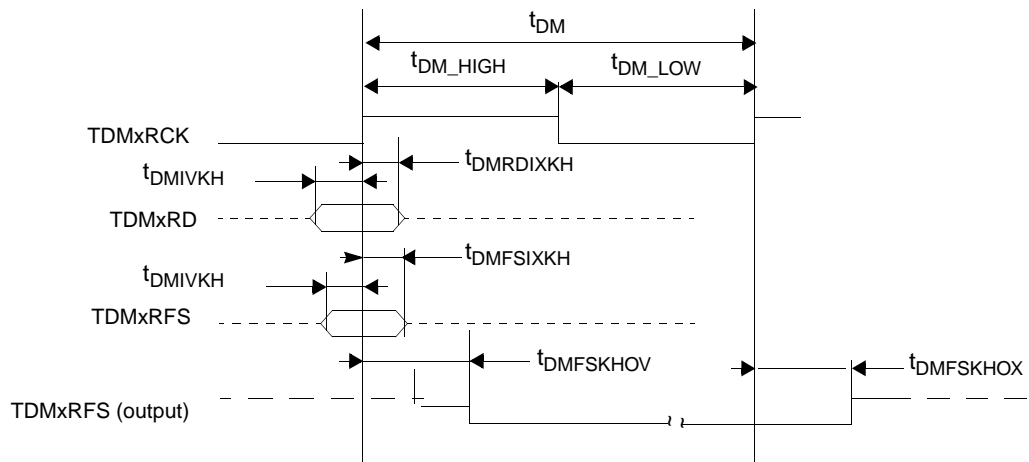 tDM
tDM_HIGH
tDM_LOW
TDMxRCK
tDMRDIXKH
tDMIVKH
TDMxRD
tDMFSIXKH
tDMIVKH
TDMxRFS
tDMFSKHOV
tDMFSKHOX
TDMxRFS (output)